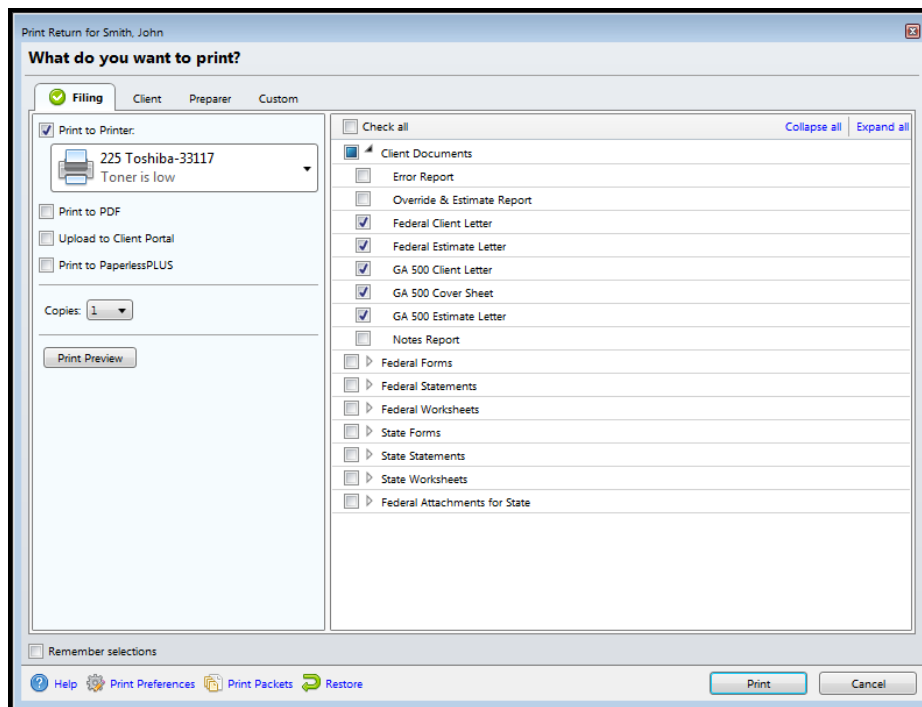 Print Return for Smith, John
What do you want to print?
Filing Client Preparer Custom
Print to Printer:
225 Toshiba-33117
Toner is low
Print to PDF
Upload to Client Portal
Print to PaperlessPLUS
Copies: 1
Print Preview
Check all Collapse all Expand all
Client Documents
Error Report
Override & Estimate Report
Federal Client Letter
Federal Estimate Letter
GA 500 Client Letter
GA 500 Cover Sheet
GA 500 Estimate Letter
Notes Report
Federal Forms
Federal Statements
Federal Worksheets
State Forms
State Statements
State Worksheets
Federal Attachments for State
Remember selections
Help Print Preferences Print Packets Restore Print Cancel